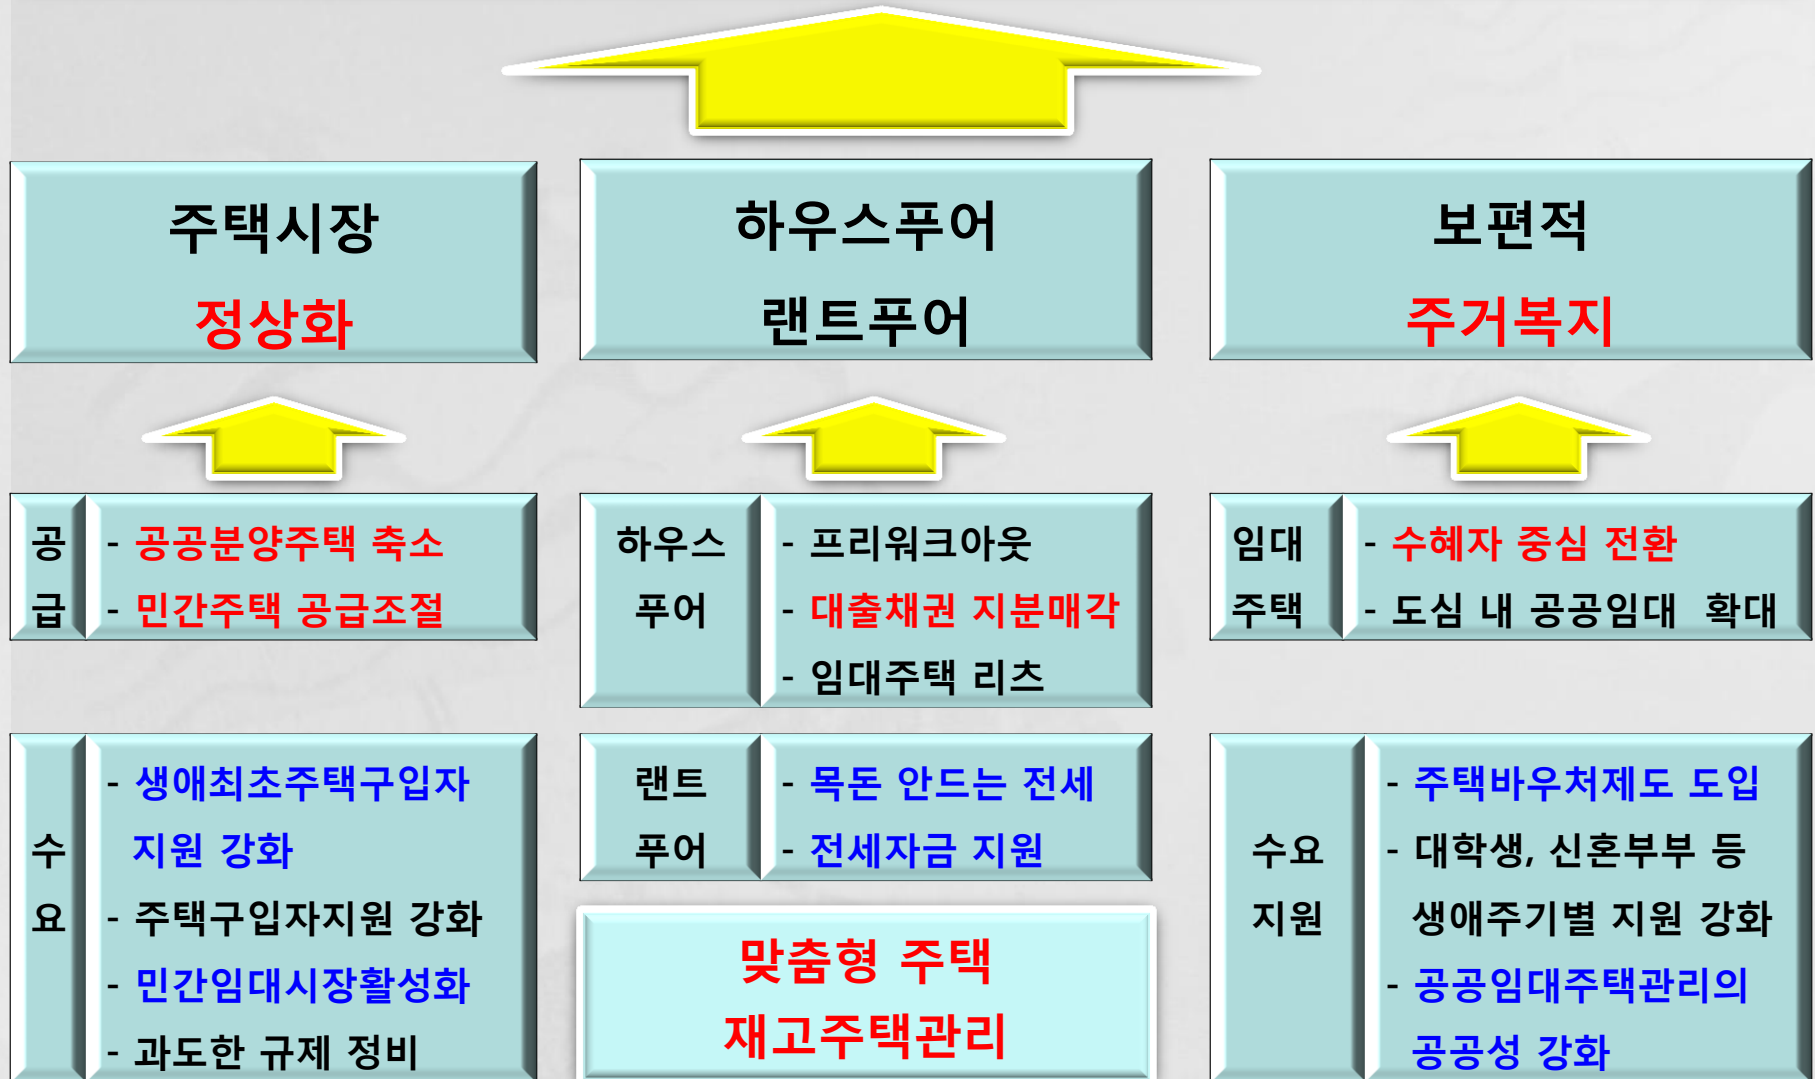 주택시장
정상화
하우스푸어
랜트푸어
보편적
주거복지
공
급
- 공공분양주택 축소
- 민간주택 공급조절
하우스
푸어
- 프리워크아웃
- 대출채권 지분매각
- 임대주택 리츠
임대
주택
- 수혜자 중심 전환
- 도심 내 공공임대 확대
수
요
- 생애최초주택구입자
지원 강화
- 주택구입자지원 강화
- 민간임대시장활성화
- 과도한 규제 정비
랜트
푸어
- 목돈 안드는 전세
- 전세자금 지원
맞춤형 주택
재고주택관리
수요
지원
- 주택바우처제도 도입
- 대학생, 신혼부부 등
생애주기별 지원 강화
- 공공임대주택관리의
공공성 강화